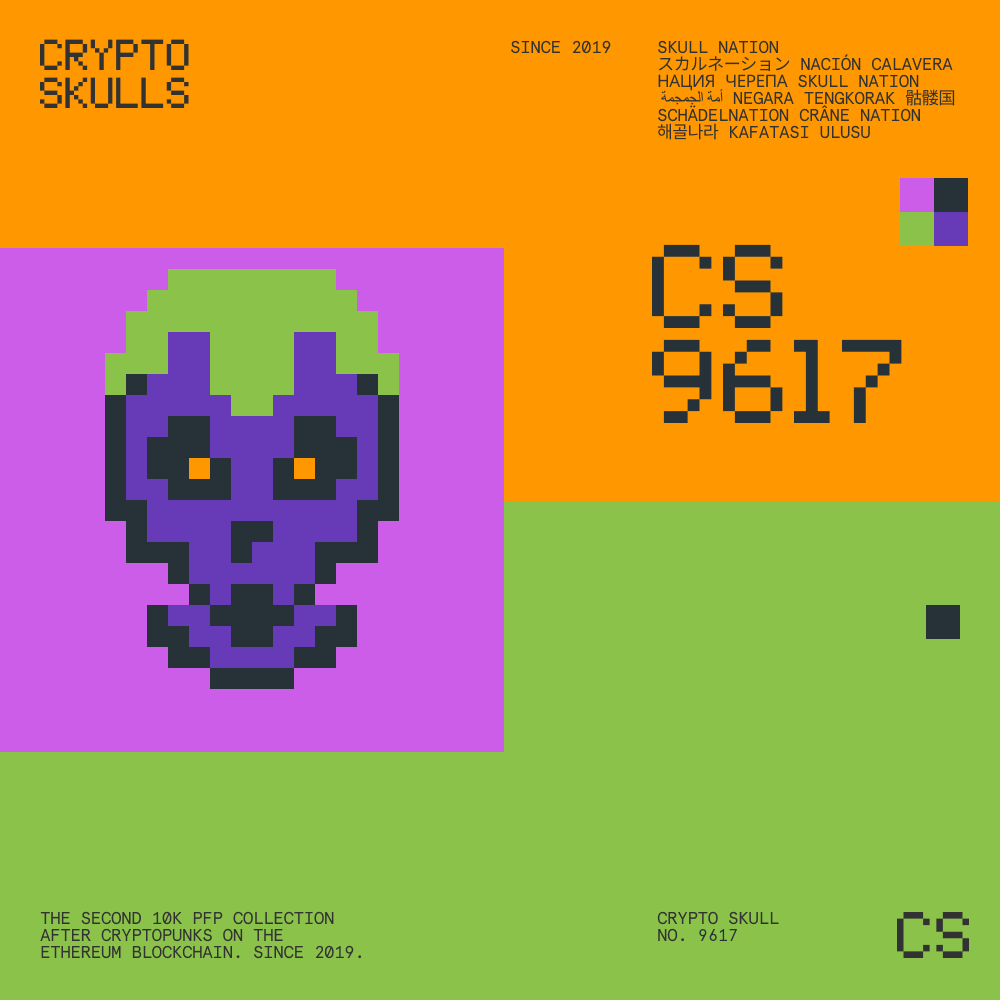 CRYPTO
SKULLS
SINCE 2019
SKULL NATION
スカルネーション NACIÓN CALAVERA
НАЦИЯ ЧЕРЕПА SKULL NATION
أمة الجمجمة NEGARA TENGKORAK 骷髅国
SCHÄDELNATION CRÂNE NATION
해골나라 KAFATASI ULUSU
CS
9617
THE SECOND 10K PFP COLLECTION
AFTER CRYPTOPUNKS ON THE
ETHEREUM BLOCKCHAIN. SINCE 2019.
CRYPTO SKULL
NO. 9617
CS